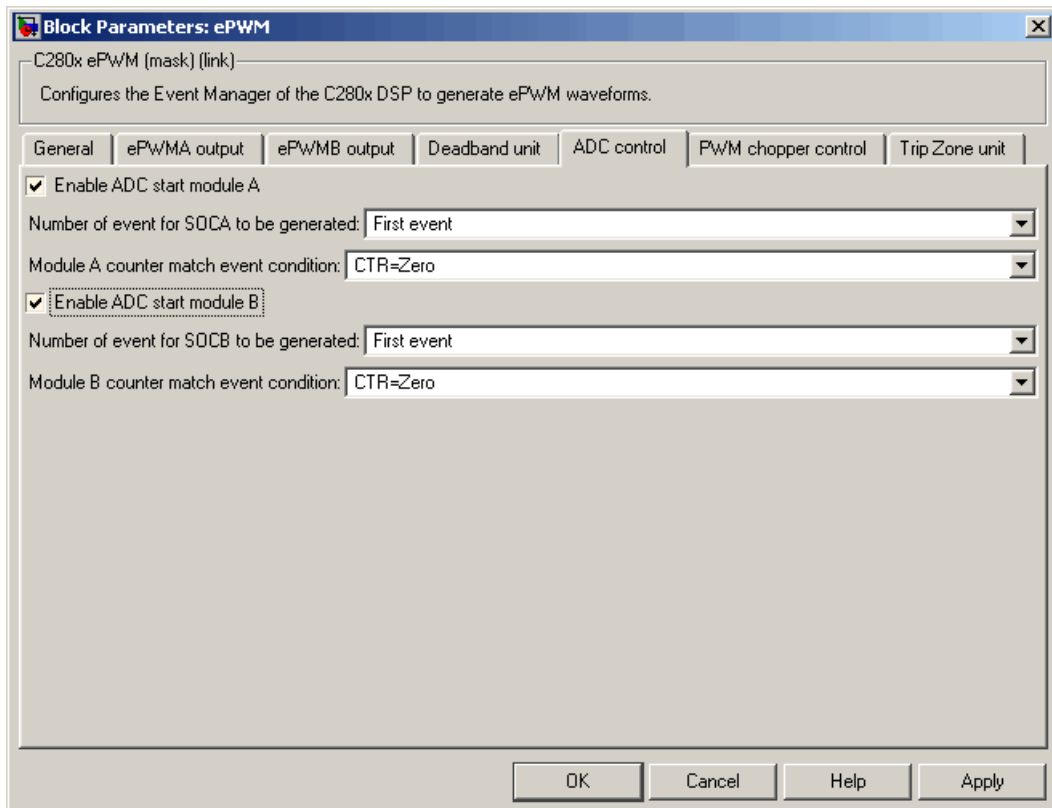 Block Parameters: ePWM
C280x ePWM (mask) (link)
Configures the Event Manager of the C280x DSP to generate ePWM waveforms.
General ePWMA output ePWMB output Deadband unit ADC control PWM chopper control Trip Zone unit
Enable ADC start module A
Number of event for SOCA to be generated: First event
Module A counter match event condition: CTR=Zero
Enable ADC start module B
Number of event for SOCB to be generated: First event
Module B counter match event condition: CTR=Zero
OK Cancel Help Apply